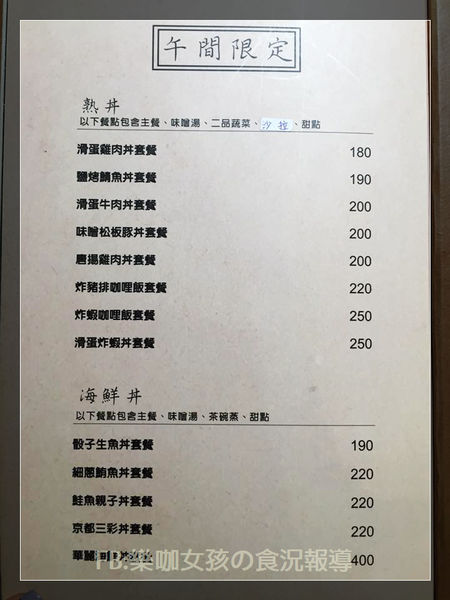 午間限定
熟丼
以下餐點包含主餐、味噌湯、二品蔬菜、沙拉、甜點
滑蛋雞肉丼套餐 180
鹽烤鯖魚丼套餐 190
滑蛋牛肉丼套餐 200
味噌松板豚丼套餐 200
唐揚雞肉丼套餐 200
炸豬排咖哩飯套餐 220
炸蝦咖哩飯套餐 250
滑蛋炸蝦丼套餐 250
海鮮丼
以下餐點包含主餐、味噌湯、茶碗蒸、甜點
骰子生魚丼套餐 190
細蔥鮪魚丼套餐 220
鮭魚親子丼套餐 220
京都三彩丼套餐 220
華麗 400
FB:樂咖女孩の食況報導